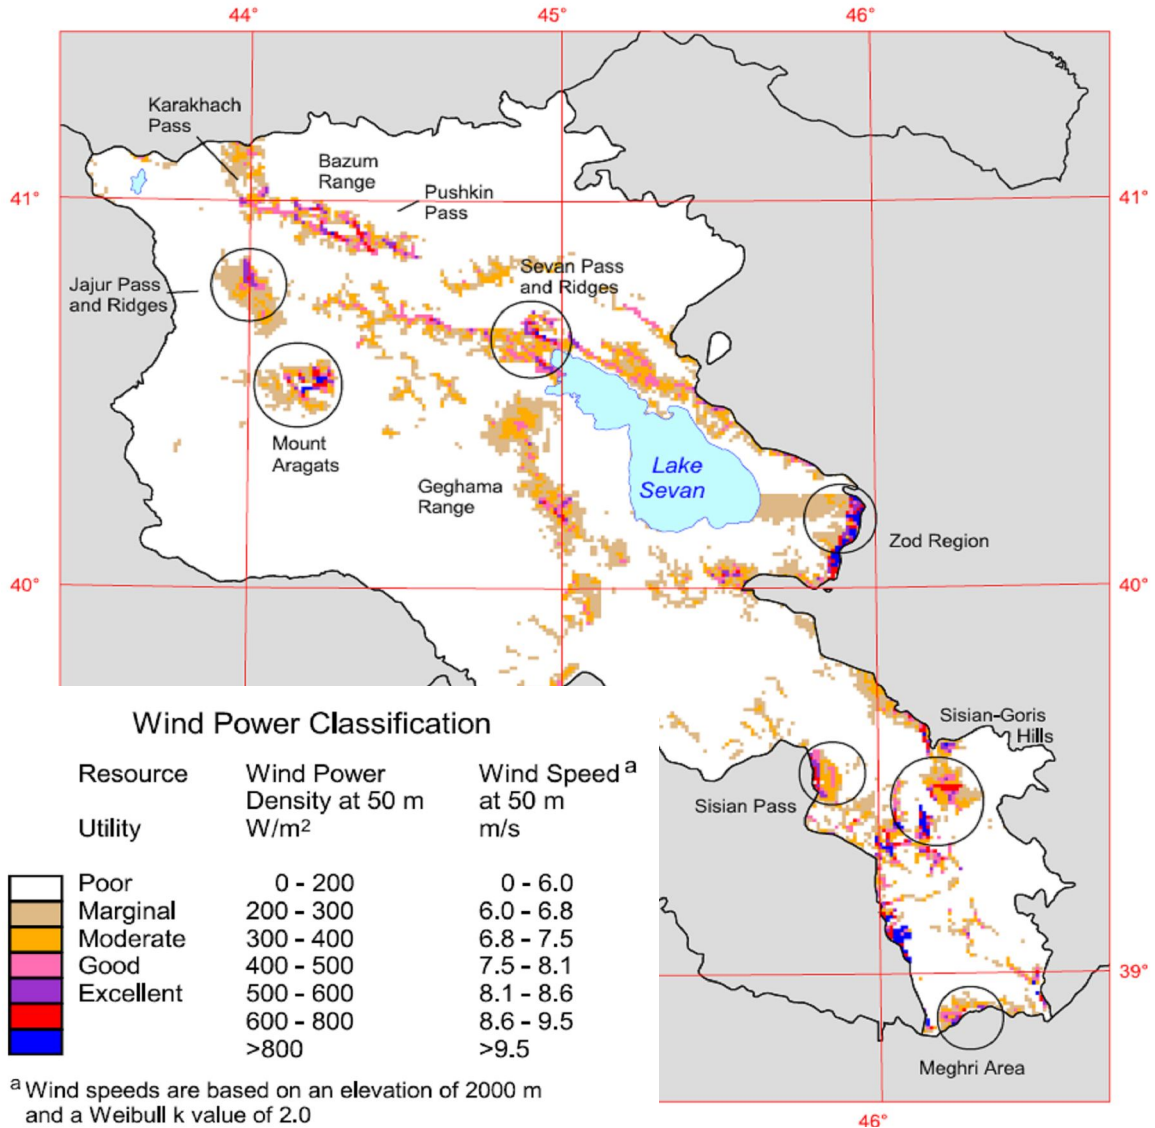 44° 45° 46°
Karakhach
Pass
Bazum
Range
Pushkin
Pass
41° 41°
Sevan Pass
and Ridges
Jajur Pass
and Ridges
Mount
Aragats
Lake
Sevan
Geghama
Range
Zod Region
40° 40°
Sisian-Goris
Hills
Sisian Pass
39°
Meghri Area
46°
Wind Power Classification
Resource Wind Power Wind Speed a
Density at 50 m at 50 m
Utility W/m2 m/s
Poor 0 - 200 0 - 6.0
Marginal 200 - 300 6.0 - 6.8
Moderate 300 - 400 6.8 - 7.5
Good 400 - 500 7.5 - 8.1
Excellent 500 - 600 8.1 - 8.6
600 - 800 8.6 - 9.5
>800 >9.5
a Wind speeds are based on an elevation of 2000 m
and a Weibull k value of 2.0